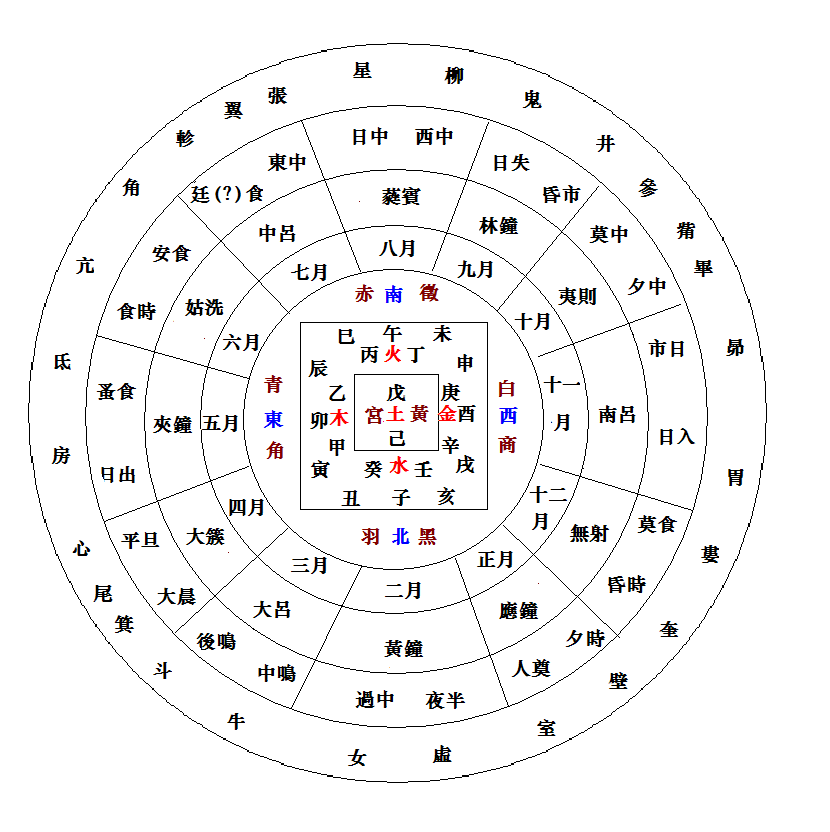 星 柳 鬼 井 參 觜 畢 昴 胃 婁 奎 壁 室 虛 女 牛 斗 箕 尾 心 房 氐 亢 角 軫 翼 張
日中 西中
日失 昏市
莫中 夕中
市日 日入
莫食 昏時
夕時 人奠
夜半 過中
中鳴 後鳴
大晨 平旦
日出 蚤食
食時 安食
廷(?)食 東中
蕤賓
林鐘
夷則
南呂
無射
應鐘
黃鐘
大呂
大簇
夾鐘
姑洗
中呂
八月
九月
十月
十一
月
十二
月
正月
二月
三月
四月
五月
六月
七月
赤 南 徵
白
西
商
羽 北 黑
青
東
角
巳 午 未
丙 火 丁
辰 申
乙 戊 庚
卯 木 宮 土 黃 金 酉
甲 己 辛
寅 癸 水 壬 戌
丑 子 亥